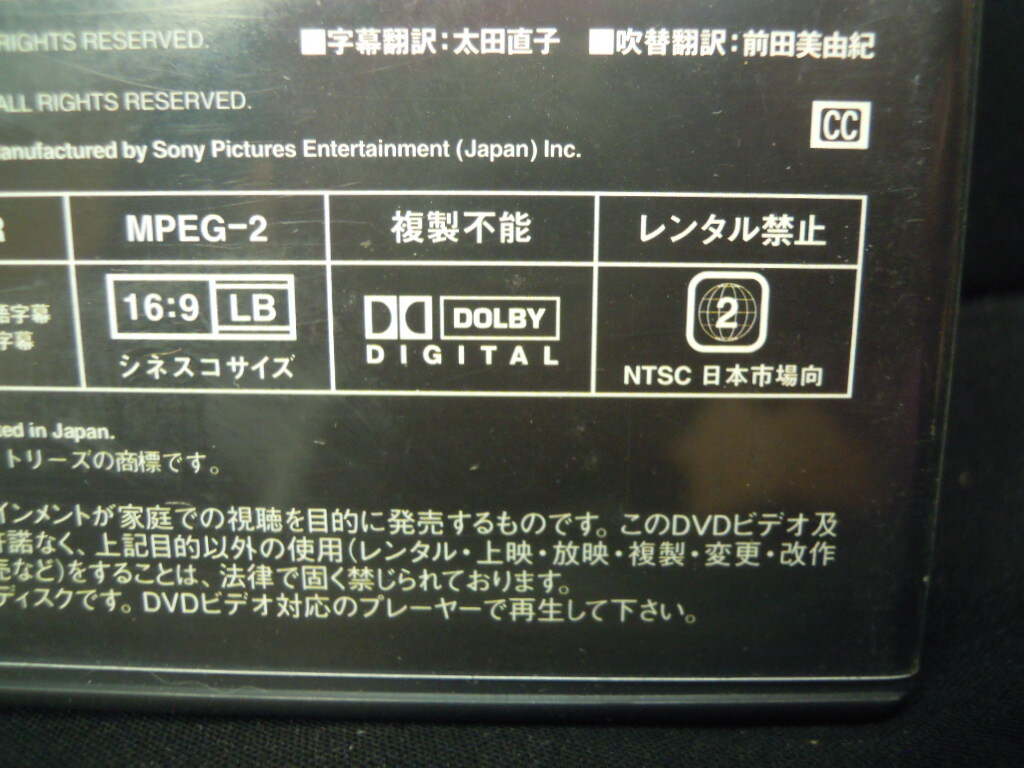 RIGHTS RESERVED.
■字幕翻訳:太田直子 ■吹替翻訳:前田美由紀
ALL RIGHTS RESERVED.
CC
anufactured by Sony Pictures Entertainment (Japan) Inc.
R MPEG-2 複製不能 レンタル禁止
語字幕
字幕
16:9 LB
シネスコサイズ
DOLBY
DIGITAL
2
NTSC 日本市場向
ted in Japan.
トリーズの商標です。
インメントが家庭での視聴を目的に発売するものです。このDVDビデオ及
許諾なく、上記目的以外の使用(レンタル・上映・放映・複製・変更・改作
売など)をすることは、法律で固く禁じられております。
ディスクです。DVDビデオ対応のプレーヤーで再生して下さい。